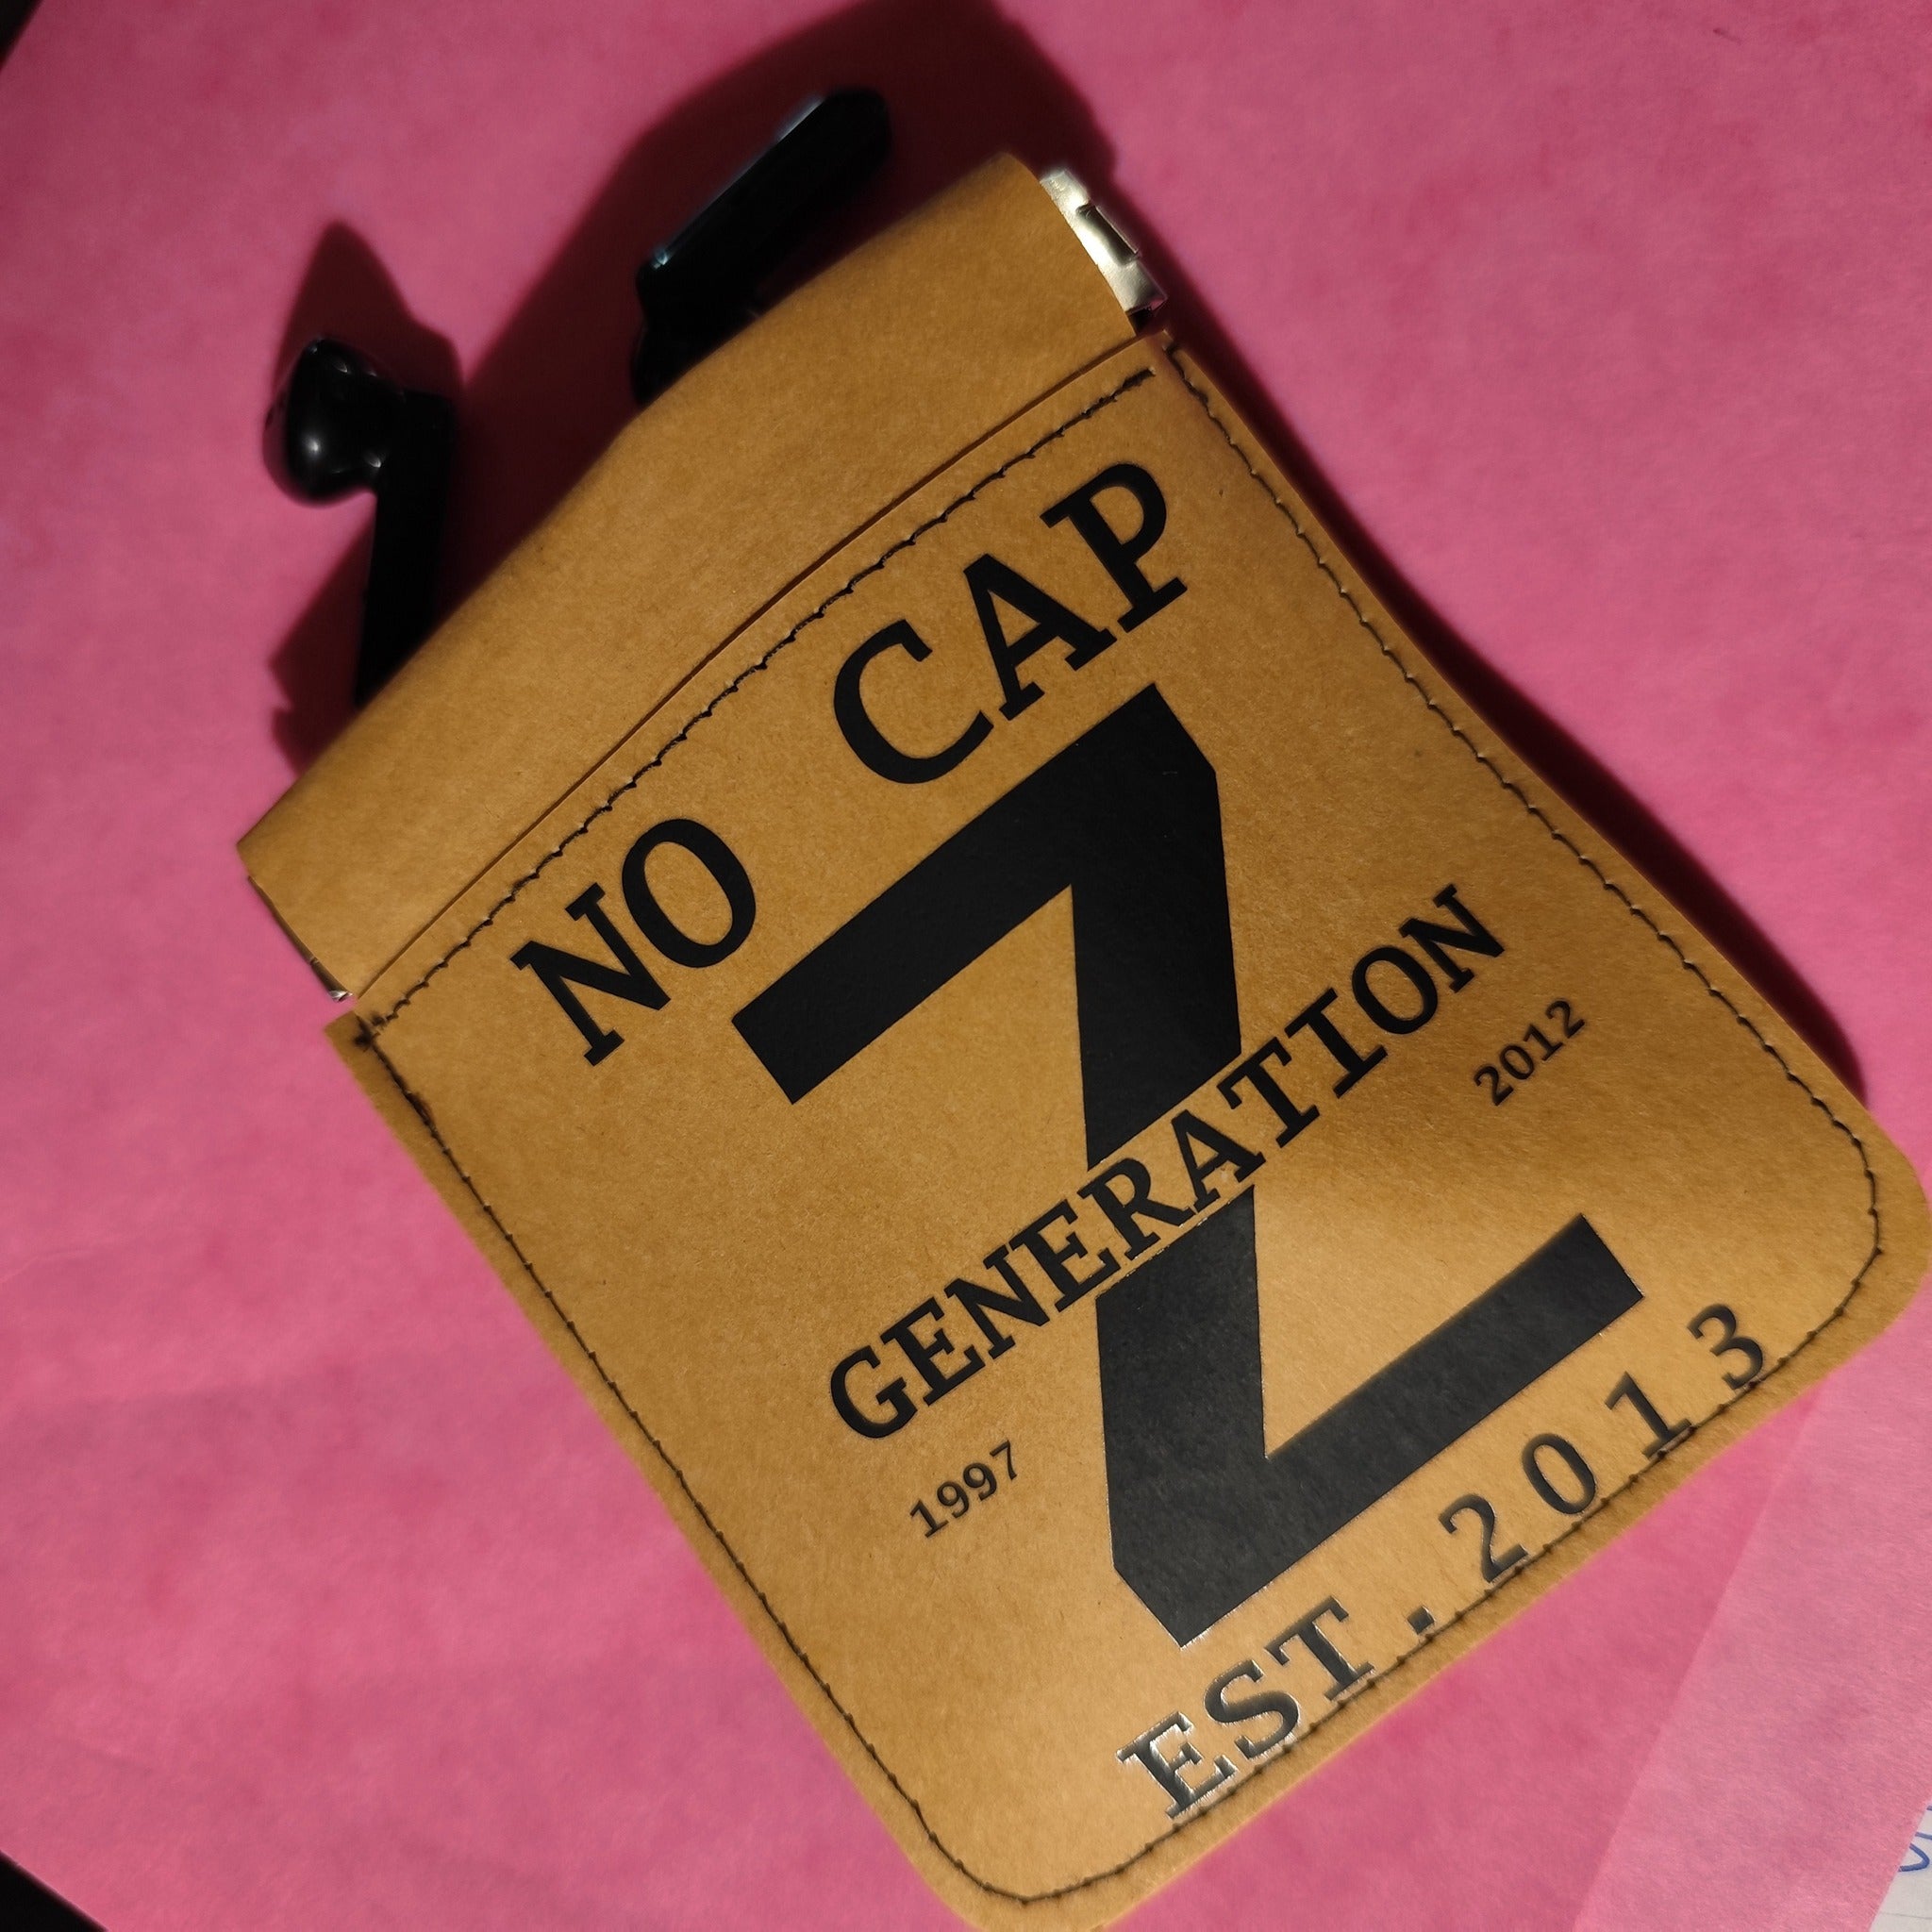 NO CAP
Z
GENERATION
1997
2012
EST. 2013